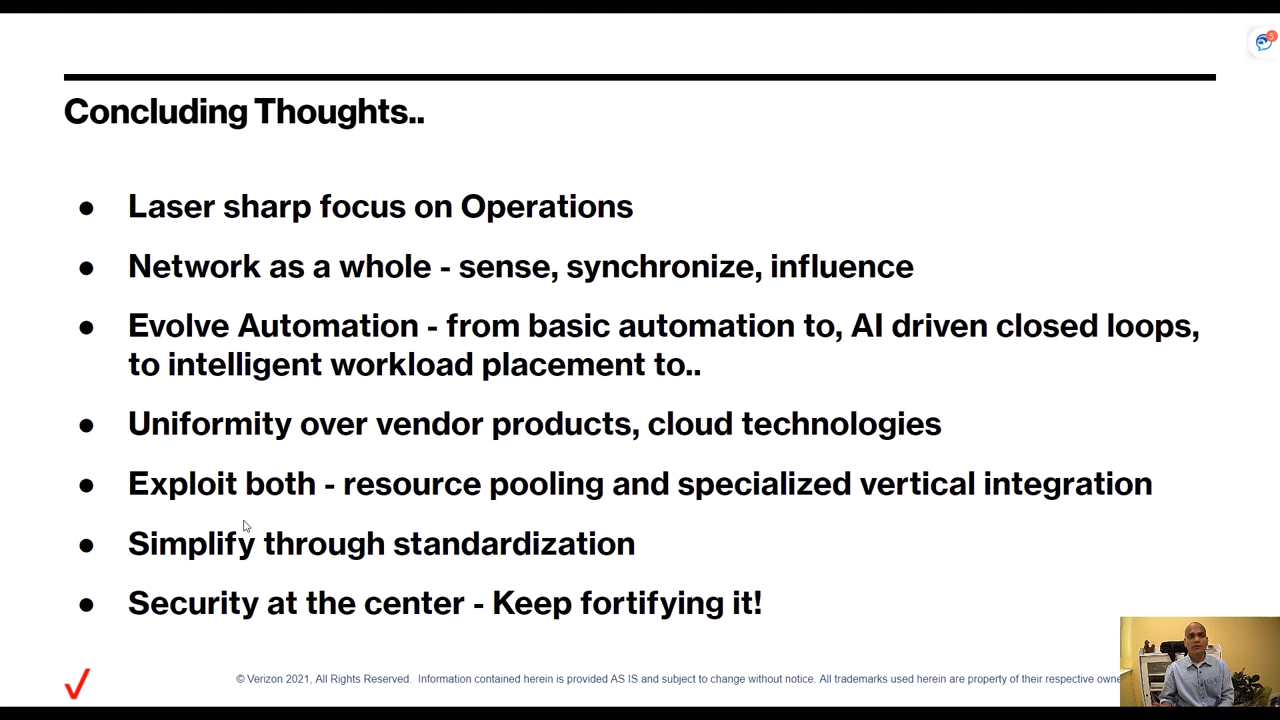 5
Concluding Thoughts..
● Laser sharp focus on Operations
● Network as a whole - sense, synchronize, influence
● Evolve Automation - from basic automation to, AI driven closed loops,
to intelligent workload placement to..
● Uniformity over vendor products, cloud technologies
● Exploit both - resource pooling and specialized vertical integration
● Simplify through standardization
● Security at the center - Keep fortifying it!
© Verizon 2021, All Rights Reserved. Information contained herein is provided AS IS and subject to change without notice. All trademarks used herein are property of their respective owne